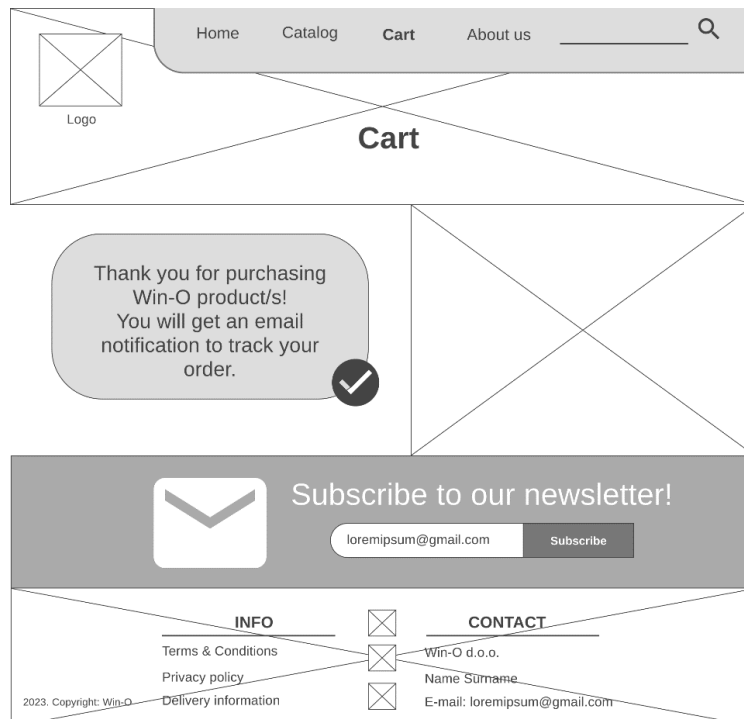 Home Catalog Cart About us
Logo
Cart
Thank you for purchasing
Win-O product/s!
You will get an email
notification to track your
order.
Subscribe to our newsletter!
loremipsum@gmail.com Subscribe
INFO
Terms & Conditions
Privacy policy
Delivery information
CONTACT
Win-O d.o.o.
Name Surname
E-mail: loremipsum@gmail.com
2023. Copyright: Win-O